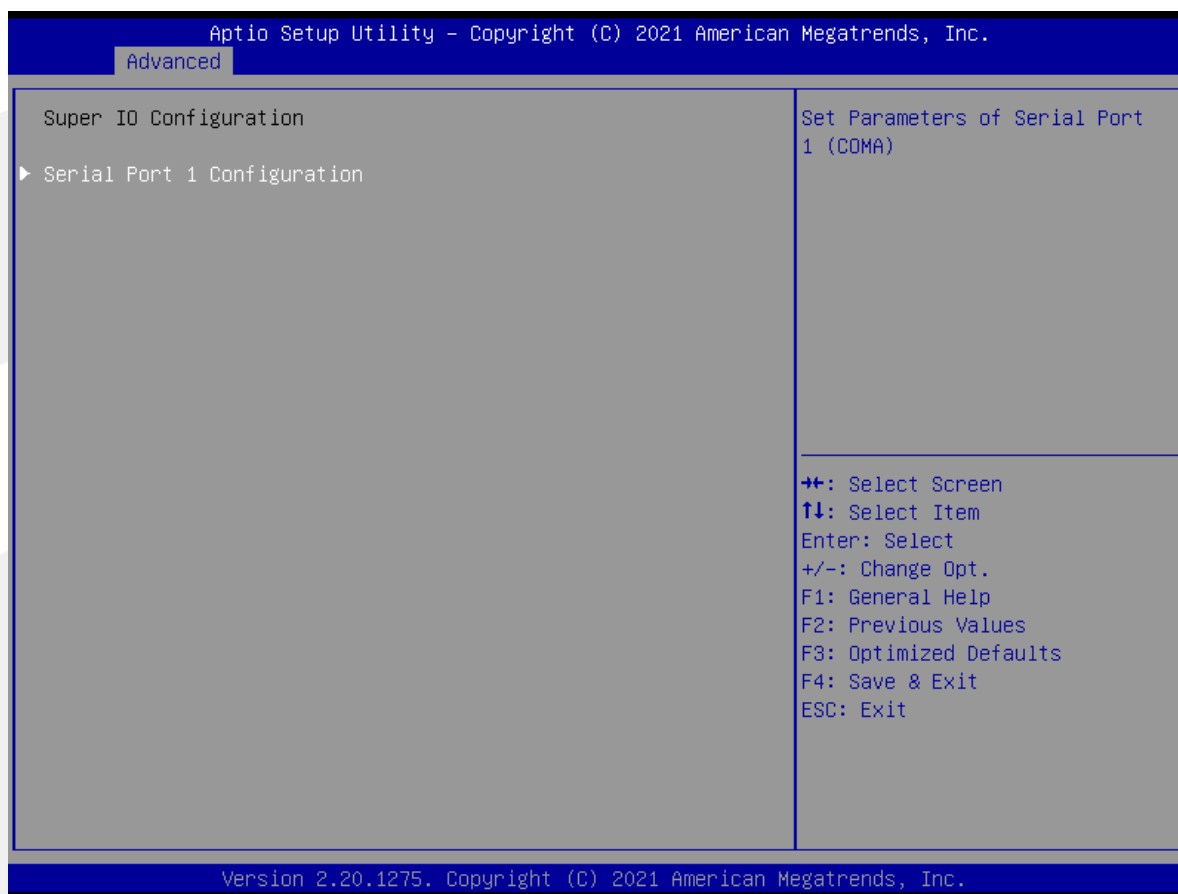 Aptio Setup Utility – Copyright (C) 2021 American Megatrends, Inc.
Advanced
Super IO Configuration
▶ Serial Port 1 Configuration
Set Parameters of Serial Port
1 (COMA)
→←: Select Screen
↑↓: Select Item
Enter: Select
+/-: Change Opt.
F1: General Help
F2: Previous Values
F3: Optimized Defaults
F4: Save & Exit
ESC: Exit
Version 2.20.1275. Copyright (C) 2021 American Megatrends, Inc.